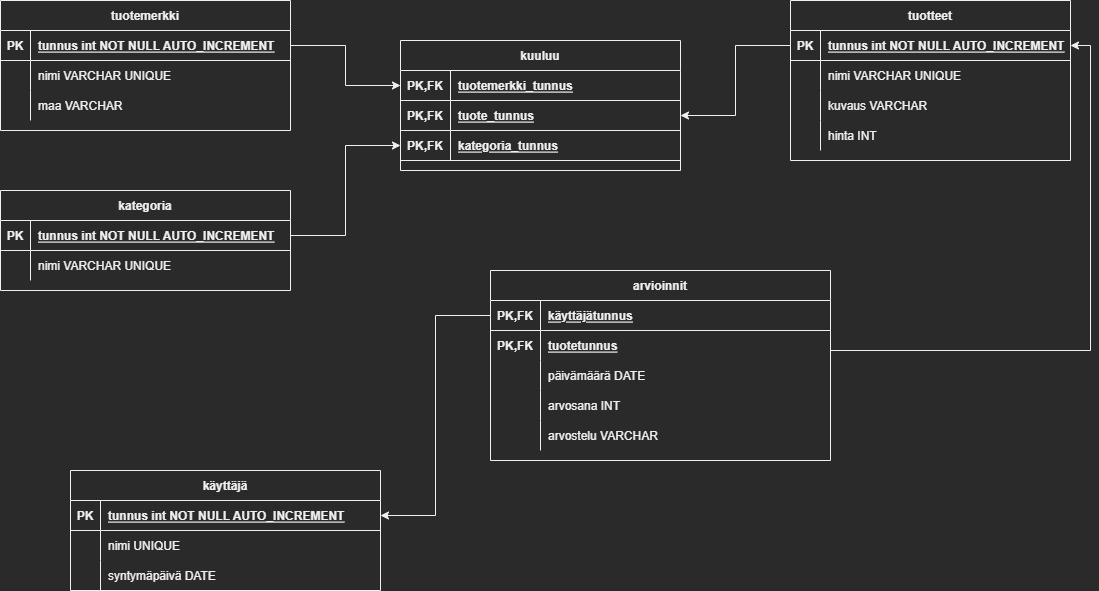 tuotemerkki
PK tunnus int NOT NULL AUTO_INCREMENT
nimi VARCHAR UNIQUE
maa VARCHAR
kuuluu
PK,FK tuotemerkki_tunnus
PK,FK tuote_tunnus
PK,FK kategoria_tunnus
tuotteet
PK tunnus int NOT NULL AUTO_INCREMENT
nimi VARCHAR UNIQUE
kuvaus VARCHAR
hinta INT
kategoria
PK tunnus int NOT NULL AUTO_INCREMENT
nimi VARCHAR UNIQUE
arvioinnit
PK,FK käyttäjätunnus
PK,FK tuotetunnus
päivämäärä DATE
arvosana INT
arvostelu VARCHAR
käyttäjä
PK tunnus int NOT NULL AUTO_INCREMENT
nimi UNIQUE
syntymäpäivä DATE